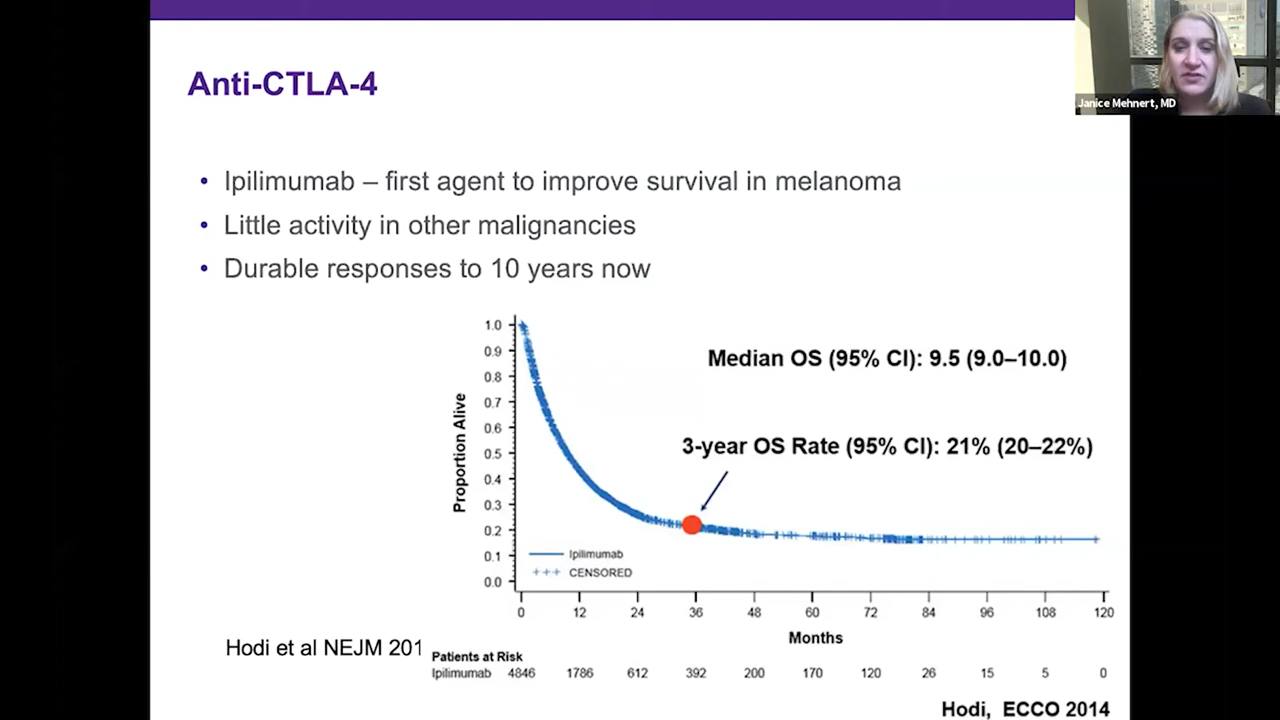 Janice Mehnert, MD
Anti-CTLA-4
• Ipilimumab – first agent to improve survival in melanoma
• Little activity in other malignancies
• Durable responses to 10 years now
Median OS (95% CI): 9.5 (9.0–10.0)
3-year OS Rate (95% CI): 21% (20–22%)
Proportion Alive
1.0
0.9
0.8
0.7
0.6
0.5
0.4
0.3
0.2
0.1
0.0
Ipilimumab
CENSORED
0 12 24 36 48 60 72 84 96 108 120
Months
Hodi et al NEJM 201
Patients at Risk
Ipilimumab 4846 1786 612 392 200 170 120 26 15 5 0
Hodi, ECCO 2014